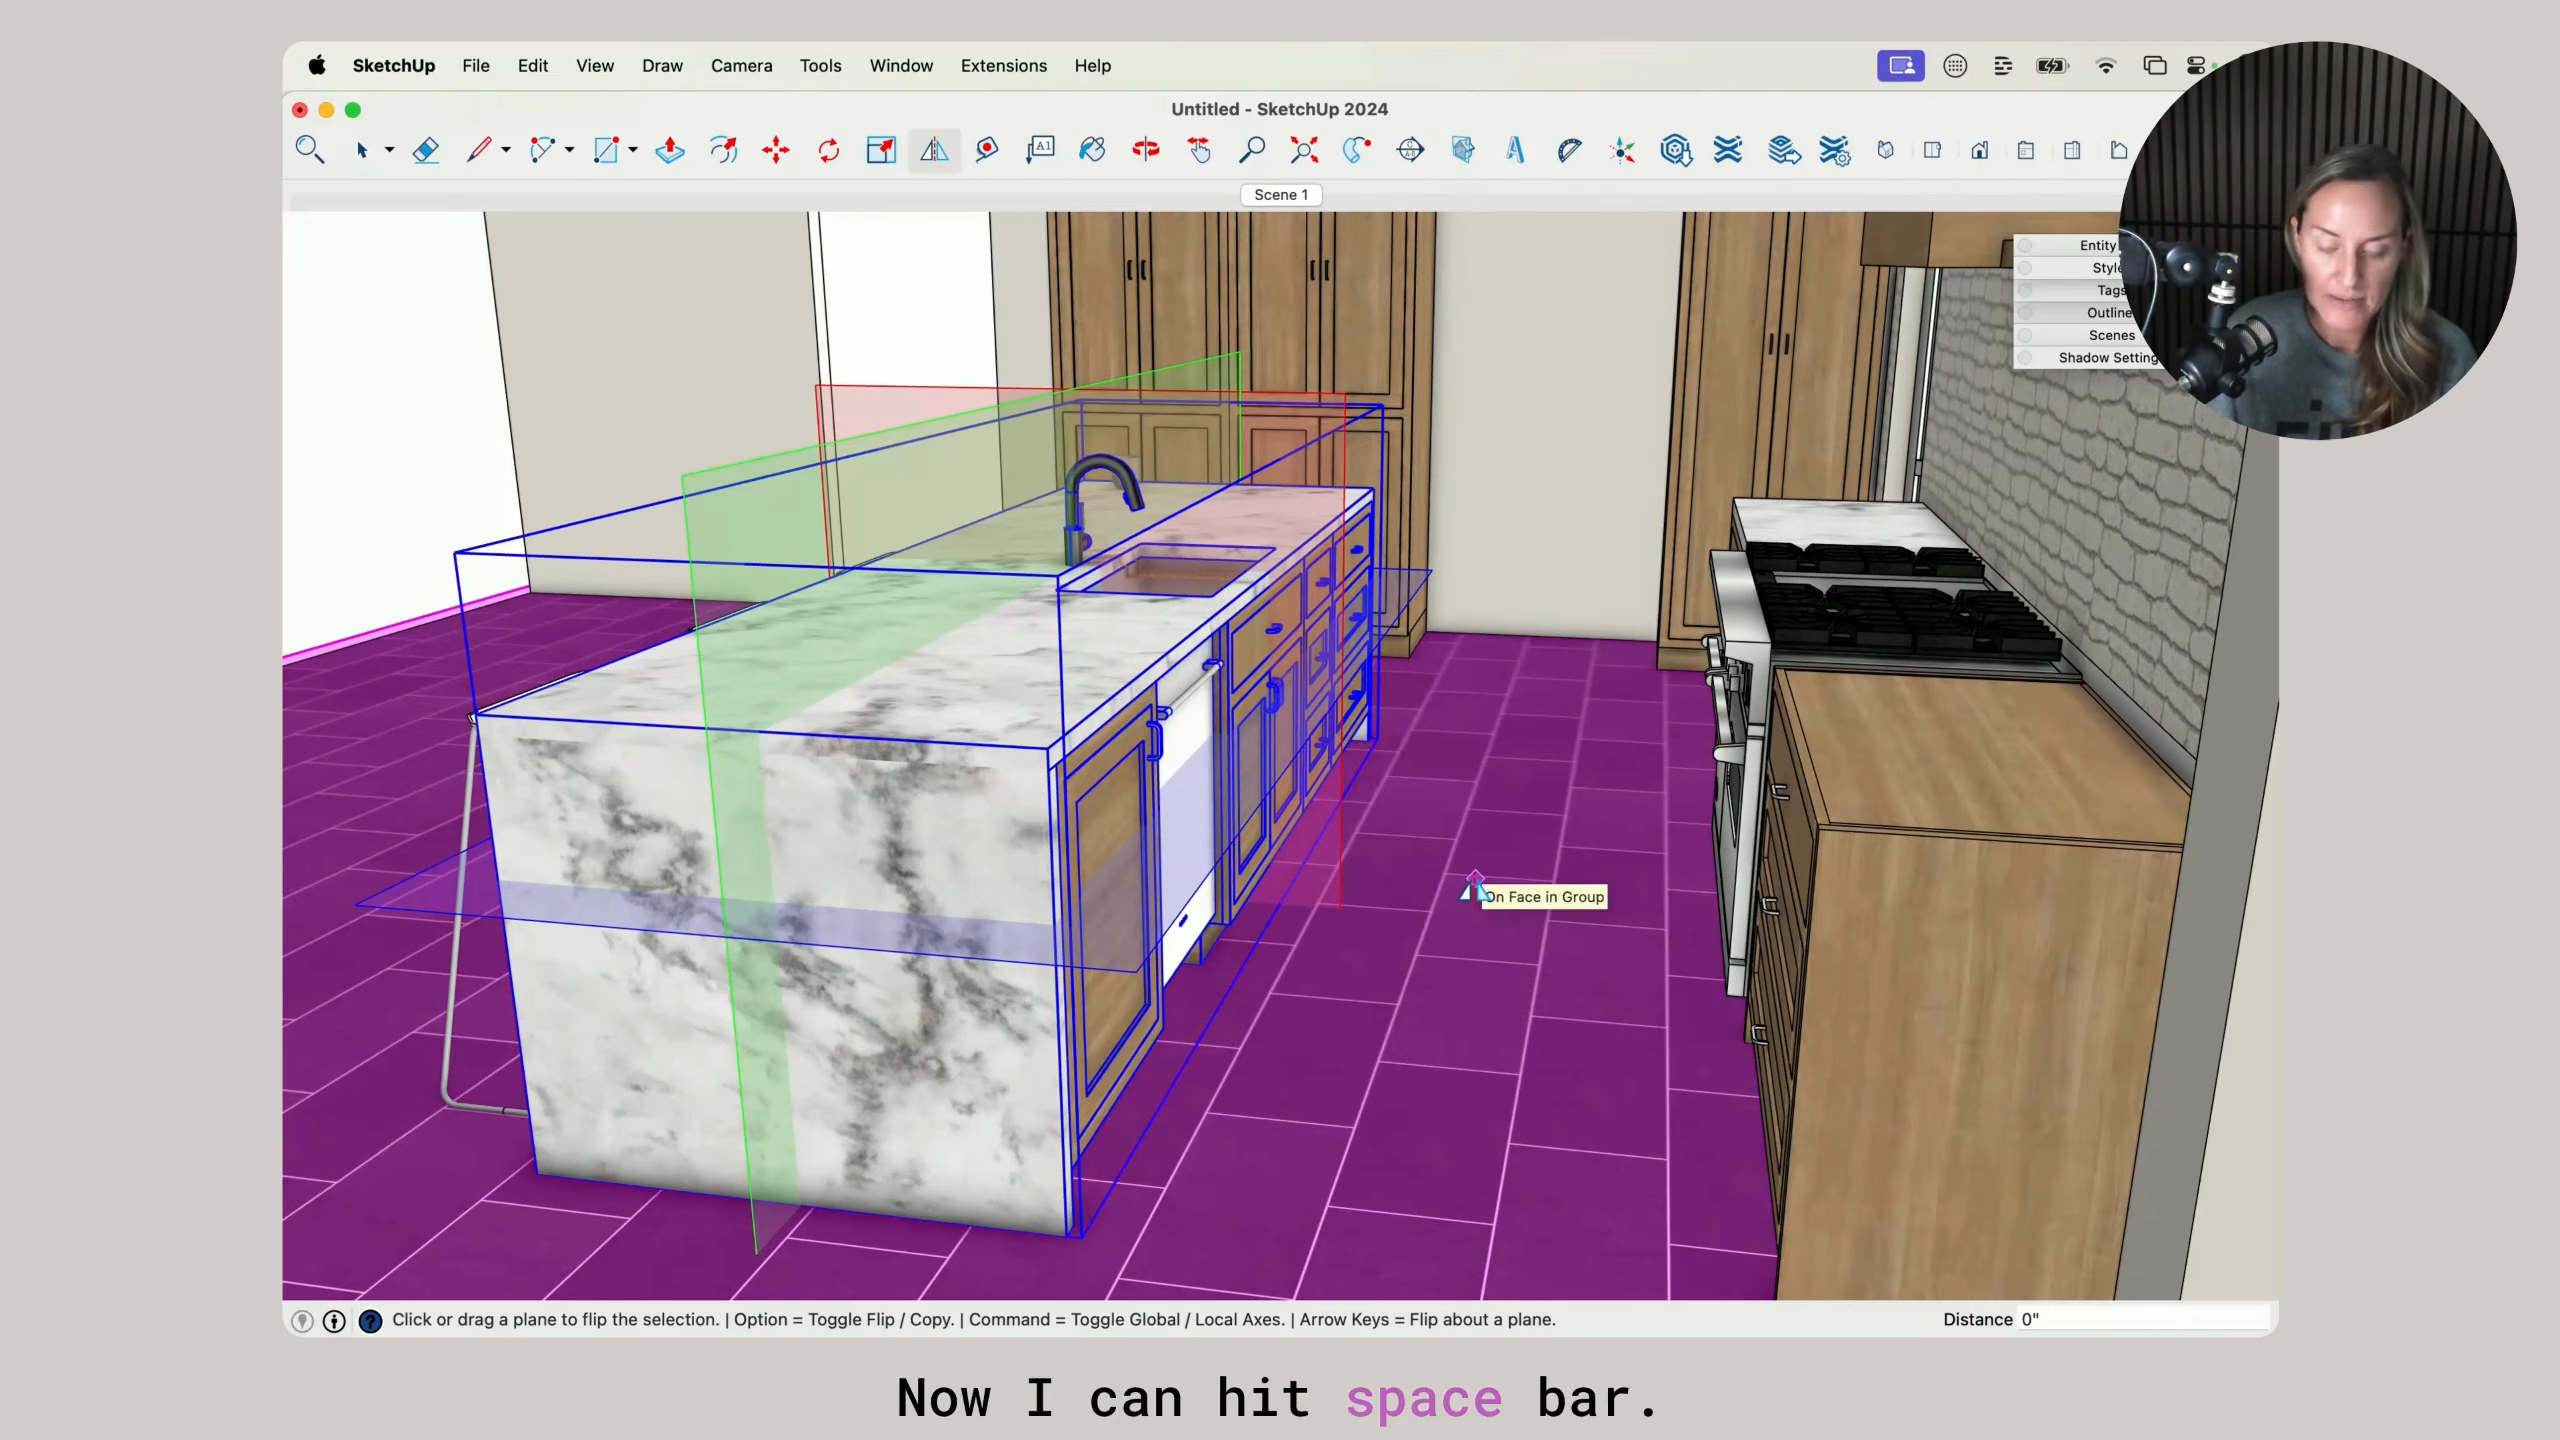 SketchUp File Edit View Draw Camera Tools Window Extensions Help
Untitled - SketchUp 2024
A1
Scene 1
Entity
Style
Tags
Outline
Scenes
Shadow Setting
On Face in Group
Click or drag a plane to flip the selection. | Option = Toggle Flip / Copy. | Command = Toggle Global / Local Axes. | Arrow Keys = Flip about a plane.
Distance 0"
Now I can hit space bar.